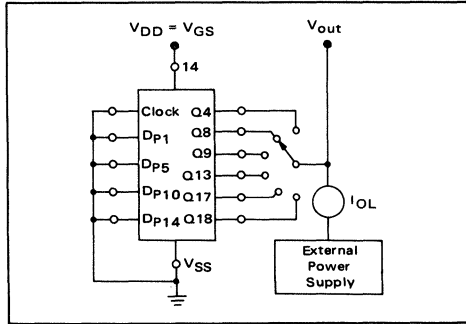 VDD = VGS
Vout
14
Clock
Q4
DP1
Q8
DP5
Q9
DP10
Q13
DP14
Q17
Q18
IOL
VSS
External
Power
Supply